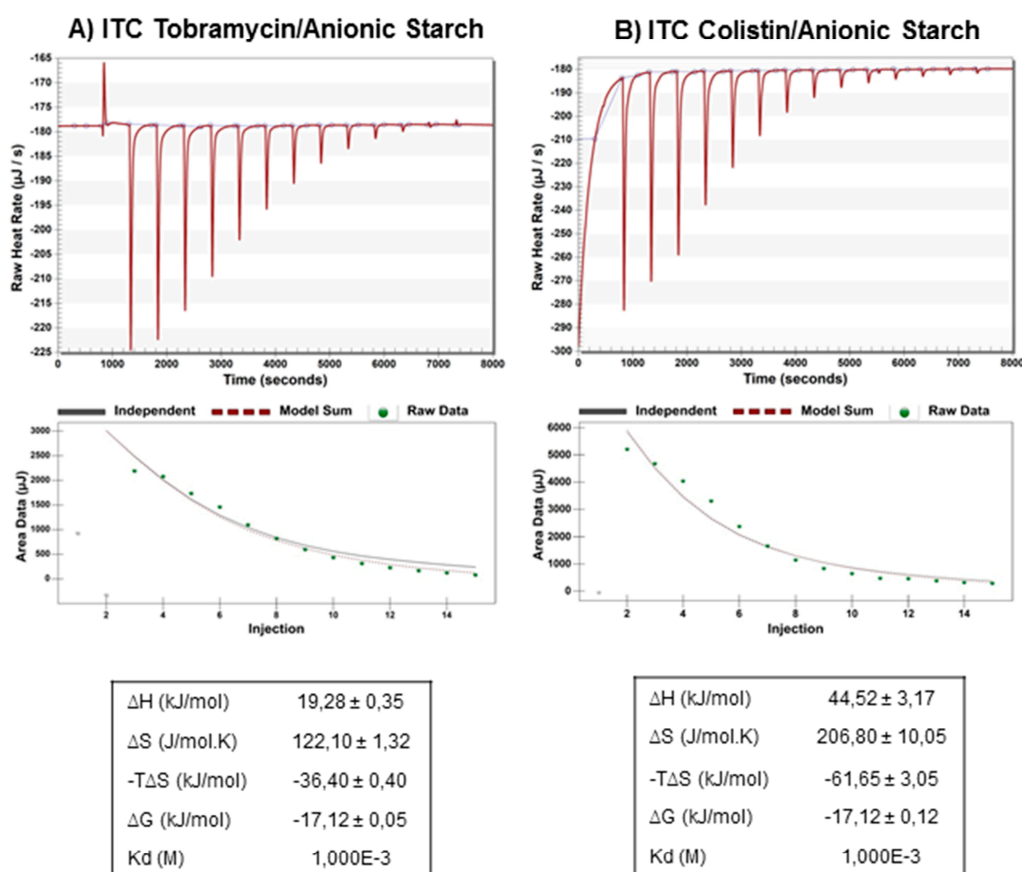 A) ITC Tobramycin/Anionic Starch
-165
-170
-175
-180
-185
-190
-195
-200
-205
-210
-215
-220
-225
Raw Heat Rate (µJ / s)
0 1000 2000 3000 4000 5000 6000 7000 8000
Time (seconds)
Independent Model Sum Raw Data
3000
2500
2000
1500
1000
500
0
Area Data (µJ)
2 4 6 8 10 12 14
Injection
ΔH (kJ/mol) 19,28 ± 0,35
ΔS (J/mol.K) 122,10 ± 1,32
-TΔS (kJ/mol) -36,40 ± 0,40
ΔG (kJ/mol) -17,12 ± 0,05
Kd (M) 1,000E-3
B) ITC Colistin/Anionic Starch
-180
-190
-200
-210
-220
-230
-240
-250
-260
-270
-280
-290
-300
Raw Heat Rate (µJ / s)
0 1000 2000 3000 4000 5000 6000 7000 8000
Time (seconds)
Independent Model Sum Raw Data
6000
5000
4000
3000
2000
1000
0
Area Data (µJ)
2 4 6 8 10 12 14
Injection
ΔH (kJ/mol) 44,52 ± 3,17
ΔS (J/mol.K) 206,80 ± 10,05
-TΔS (kJ/mol) -61,65 ± 3,05
ΔG (kJ/mol) -17,12 ± 0,12
Kd (M) 1,000E-3